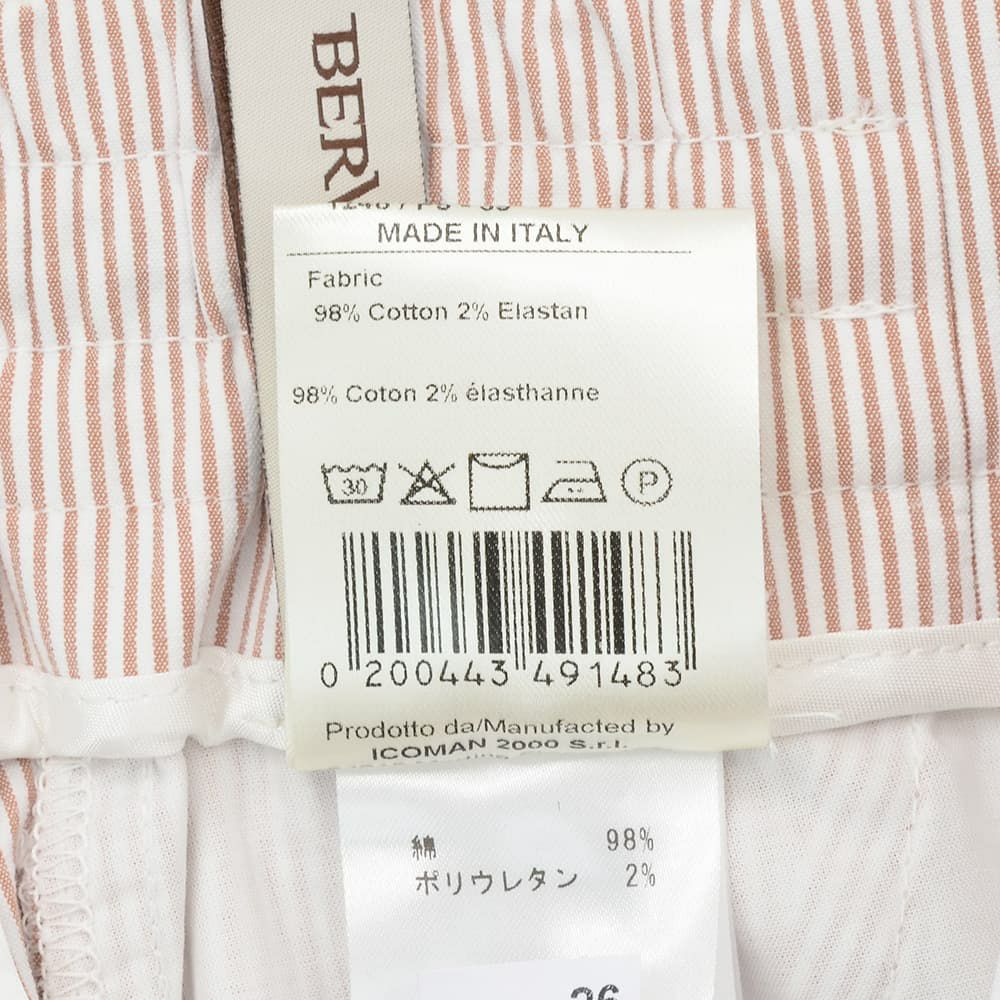 BERW
MADE IN ITALY
Fabric
98% Cotton 2% Elastan
98% Coton 2% élasthanne
30
P
0 200443 491483
Prodotto da/Manufacted by
ICOMAN 2000 S.r.l.
綿 98%
ポリウレタン 2%